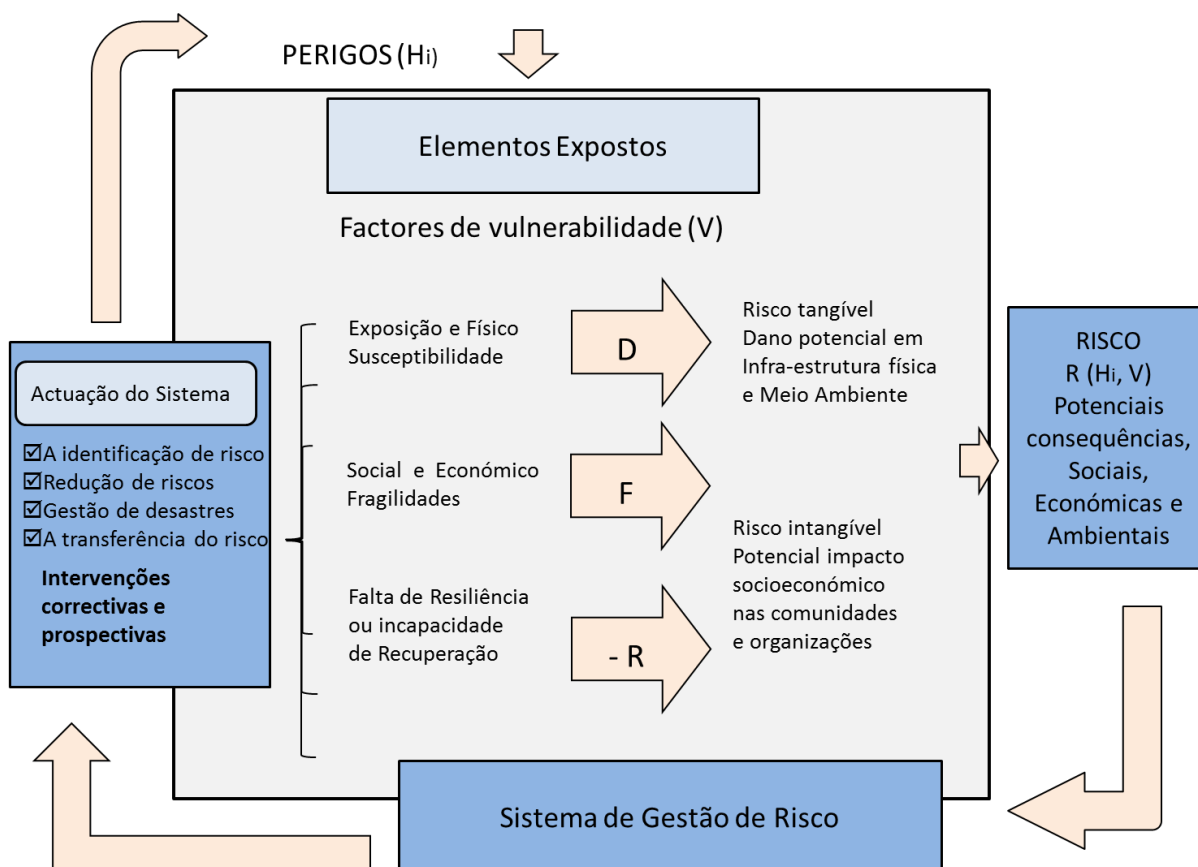 PERIGOS (Hi)
Elementos Expostos
Factores de vulnerabilidade (V)
Exposição e Físico
Susceptibilidade
D
Risco tangível
Dano potencial em
Infra-estrutura física
e Meio Ambiente
Social e Económico
Fragilidades
F
Risco intangível
Potencial impacto
socioeconómico
nas comunidades
e organizações
Falta de Resiliência
ou incapacidade
de Recuperação
- R
RISCO
R (Hi, V)
Potenciais
consequências,
Sociais,
Económicas e
Ambientais
Sistema de Gestão de Risco
Actuação do Sistema
☑A identificação de risco
☑Redução de riscos
☑Gestão de desastres
☑A transferência do risco
Intervenções
correctivas e
prospectivas